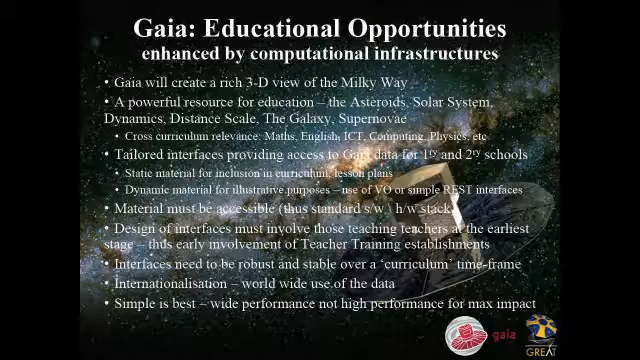 Gaia: Educational Opportunities
enhanced by computational infrastructures
• Gaia will create a rich 3-D view of the Milky Way
• A powerful resource for education – the Asteroids, Solar System,
Dynamics, Distance Scale, The Galaxy, Supernovae
• Cross curriculum relevance: Maths, English, ICT, Computing, Physics, etc
• Tailored interfaces providing access to Gaia data for 1ry and 2ry schools
• Static material for inclusion in curriculum, lesson plans
• Dynamic material for illustrative purposes – use of VO or simple REST interfaces
• Material must be accessible (thus standard s/w / h/w stack)
• Design of interfaces must involve those teaching teachers at the earliest
stage – thus early involvement of Teacher Training establishments
• Interfaces need to be robust and stable over a ‘curriculum’ time-frame
• Internationalisation – world wide use of the data
• Simple is best – wide performance not high performance for max impact
gaia
GREAT